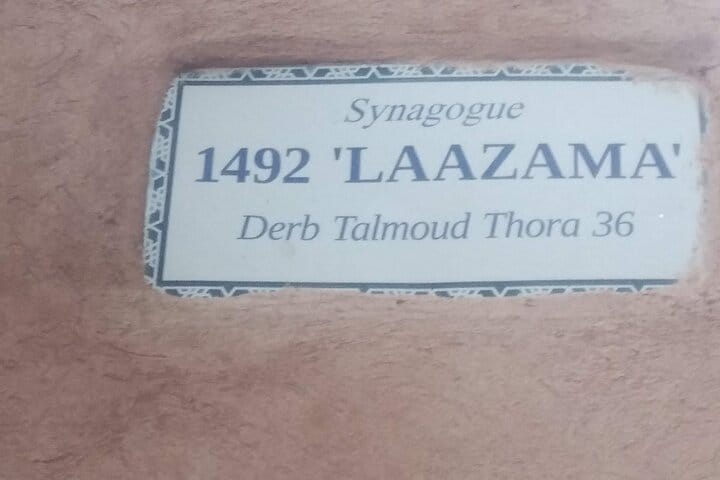 Synagogue
1492 'LAAZAMA'
Derb Talmoud Thora 36